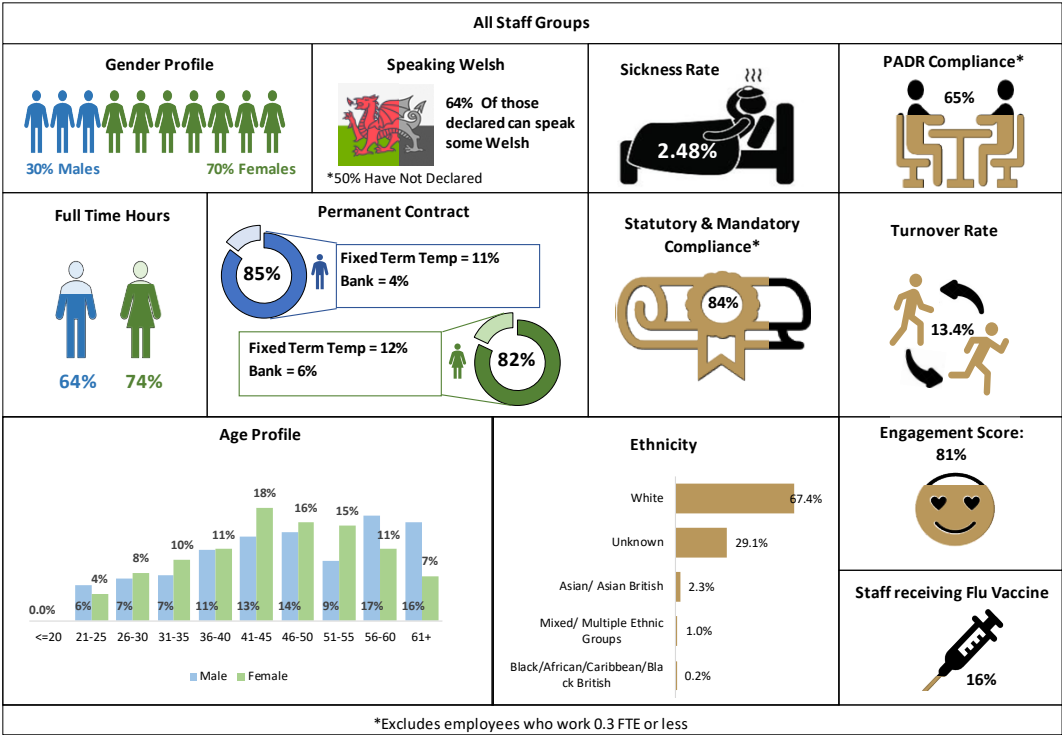 All Staff Groups
Gender Profile
30% Males
70% Females
Speaking Welsh
64% Of those
declared can speak
some Welsh
*50% Have Not Declared
Sickness Rate
2.48%
PADR Compliance*
65%
Full Time Hours
64%
74%
Permanent Contract
85%
Fixed Term Temp = 11%
Bank = 4%
Fixed Term Temp = 12%
Bank = 6%
82%
Statutory & Mandatory
Compliance*
84%
Turnover Rate
13.4%
Age Profile
18%
16%
15%
11%
11%
10%
8%
7%
4%
0.0%
6%
7%
7%
11%
13%
14%
9%
17%
16%
<=20
21-25
26-30
31-35
36-40
41-45
46-50
51-55
56-60
61+
Male
Female
Ethnicity
White
67.4%
Unknown
29.1%
Asian/ Asian British
2.3%
Mixed/ Multiple Ethnic
Groups
1.0%
Black/African/Caribbean/Bla
ck British
0.2%
Engagement Score:
81%
Staff receiving Flu Vaccine
16%
*Excludes employees who work 0.3 FTE or less